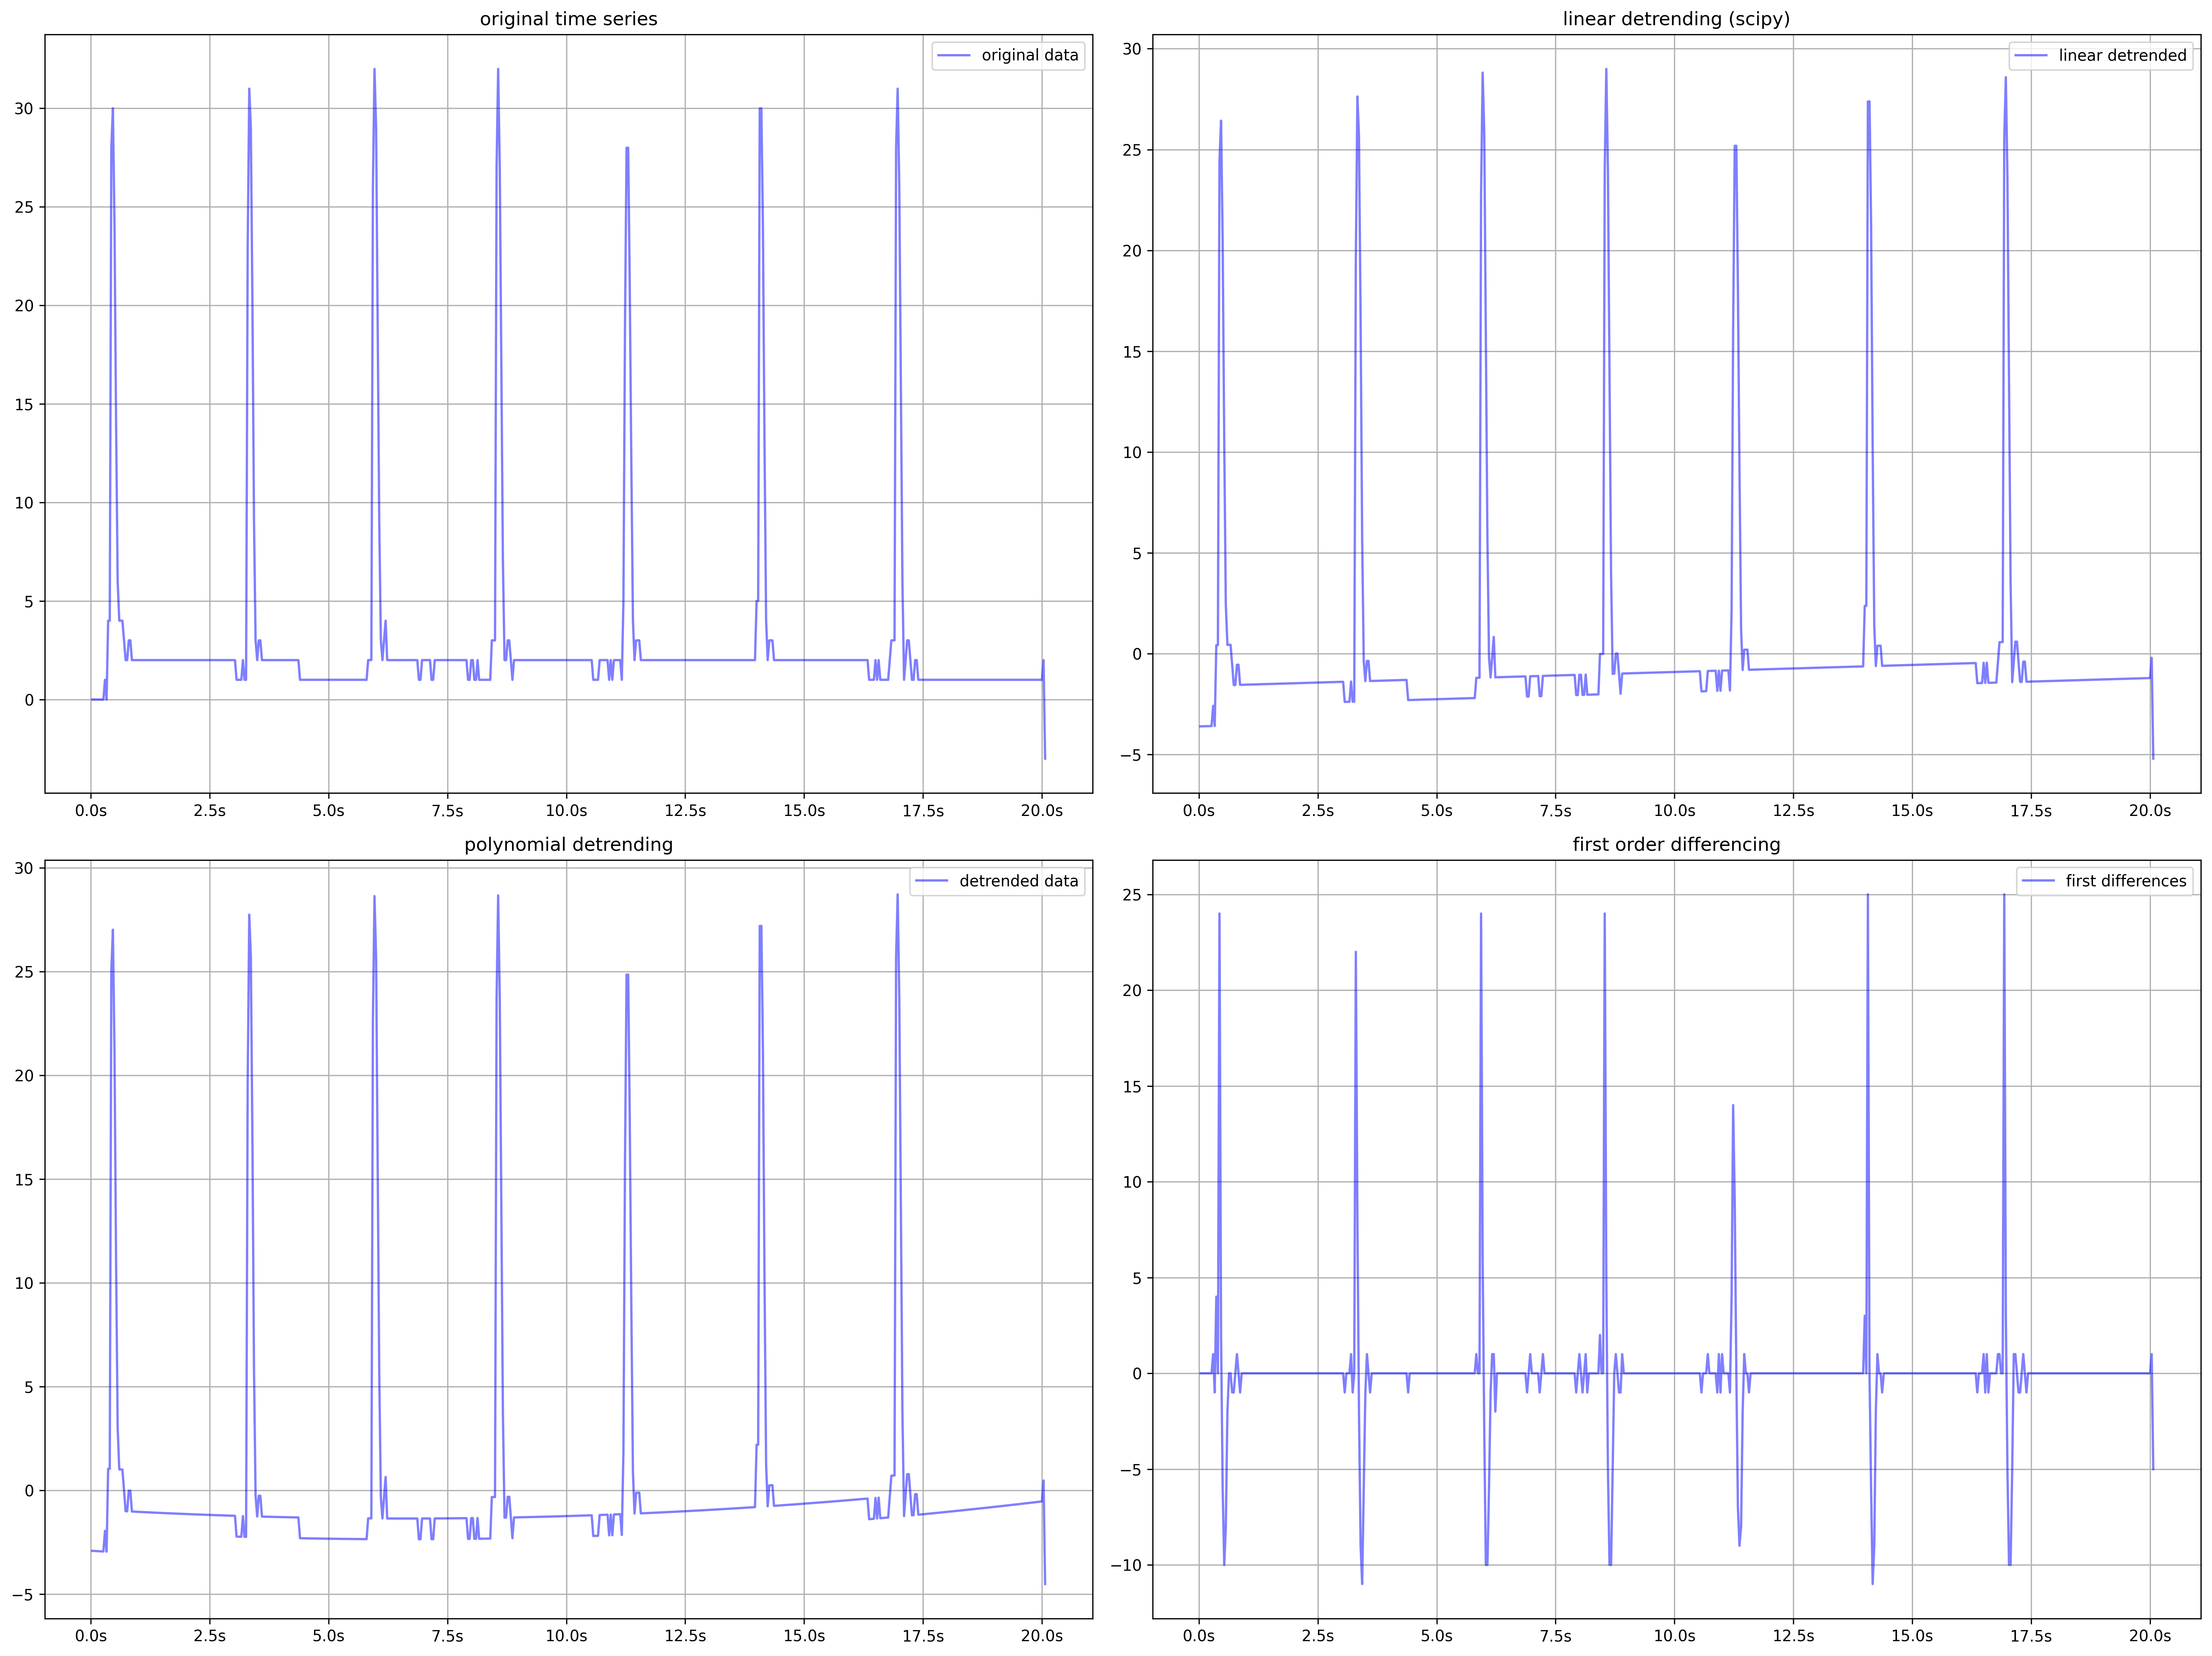 original time series
original data
30
25
20
15
10
5
0
0.0s 2.5s 5.0s 7.5s 10.0s 12.5s 15.0s 17.5s 20.0s
linear detrending (scipy)
linear detrended
30
25
20
15
10
5
0
−5
0.0s 2.5s 5.0s 7.5s 10.0s 12.5s 15.0s 17.5s 20.0s
polynomial detrending
detrended data
30
25
20
15
10
5
0
−5
0.0s 2.5s 5.0s 7.5s 10.0s 12.5s 15.0s 17.5s 20.0s
first order differencing
first differences
25
20
15
10
5
0
−5
−10
0.0s 2.5s 5.0s 7.5s 10.0s 12.5s 15.0s 17.5s 20.0s